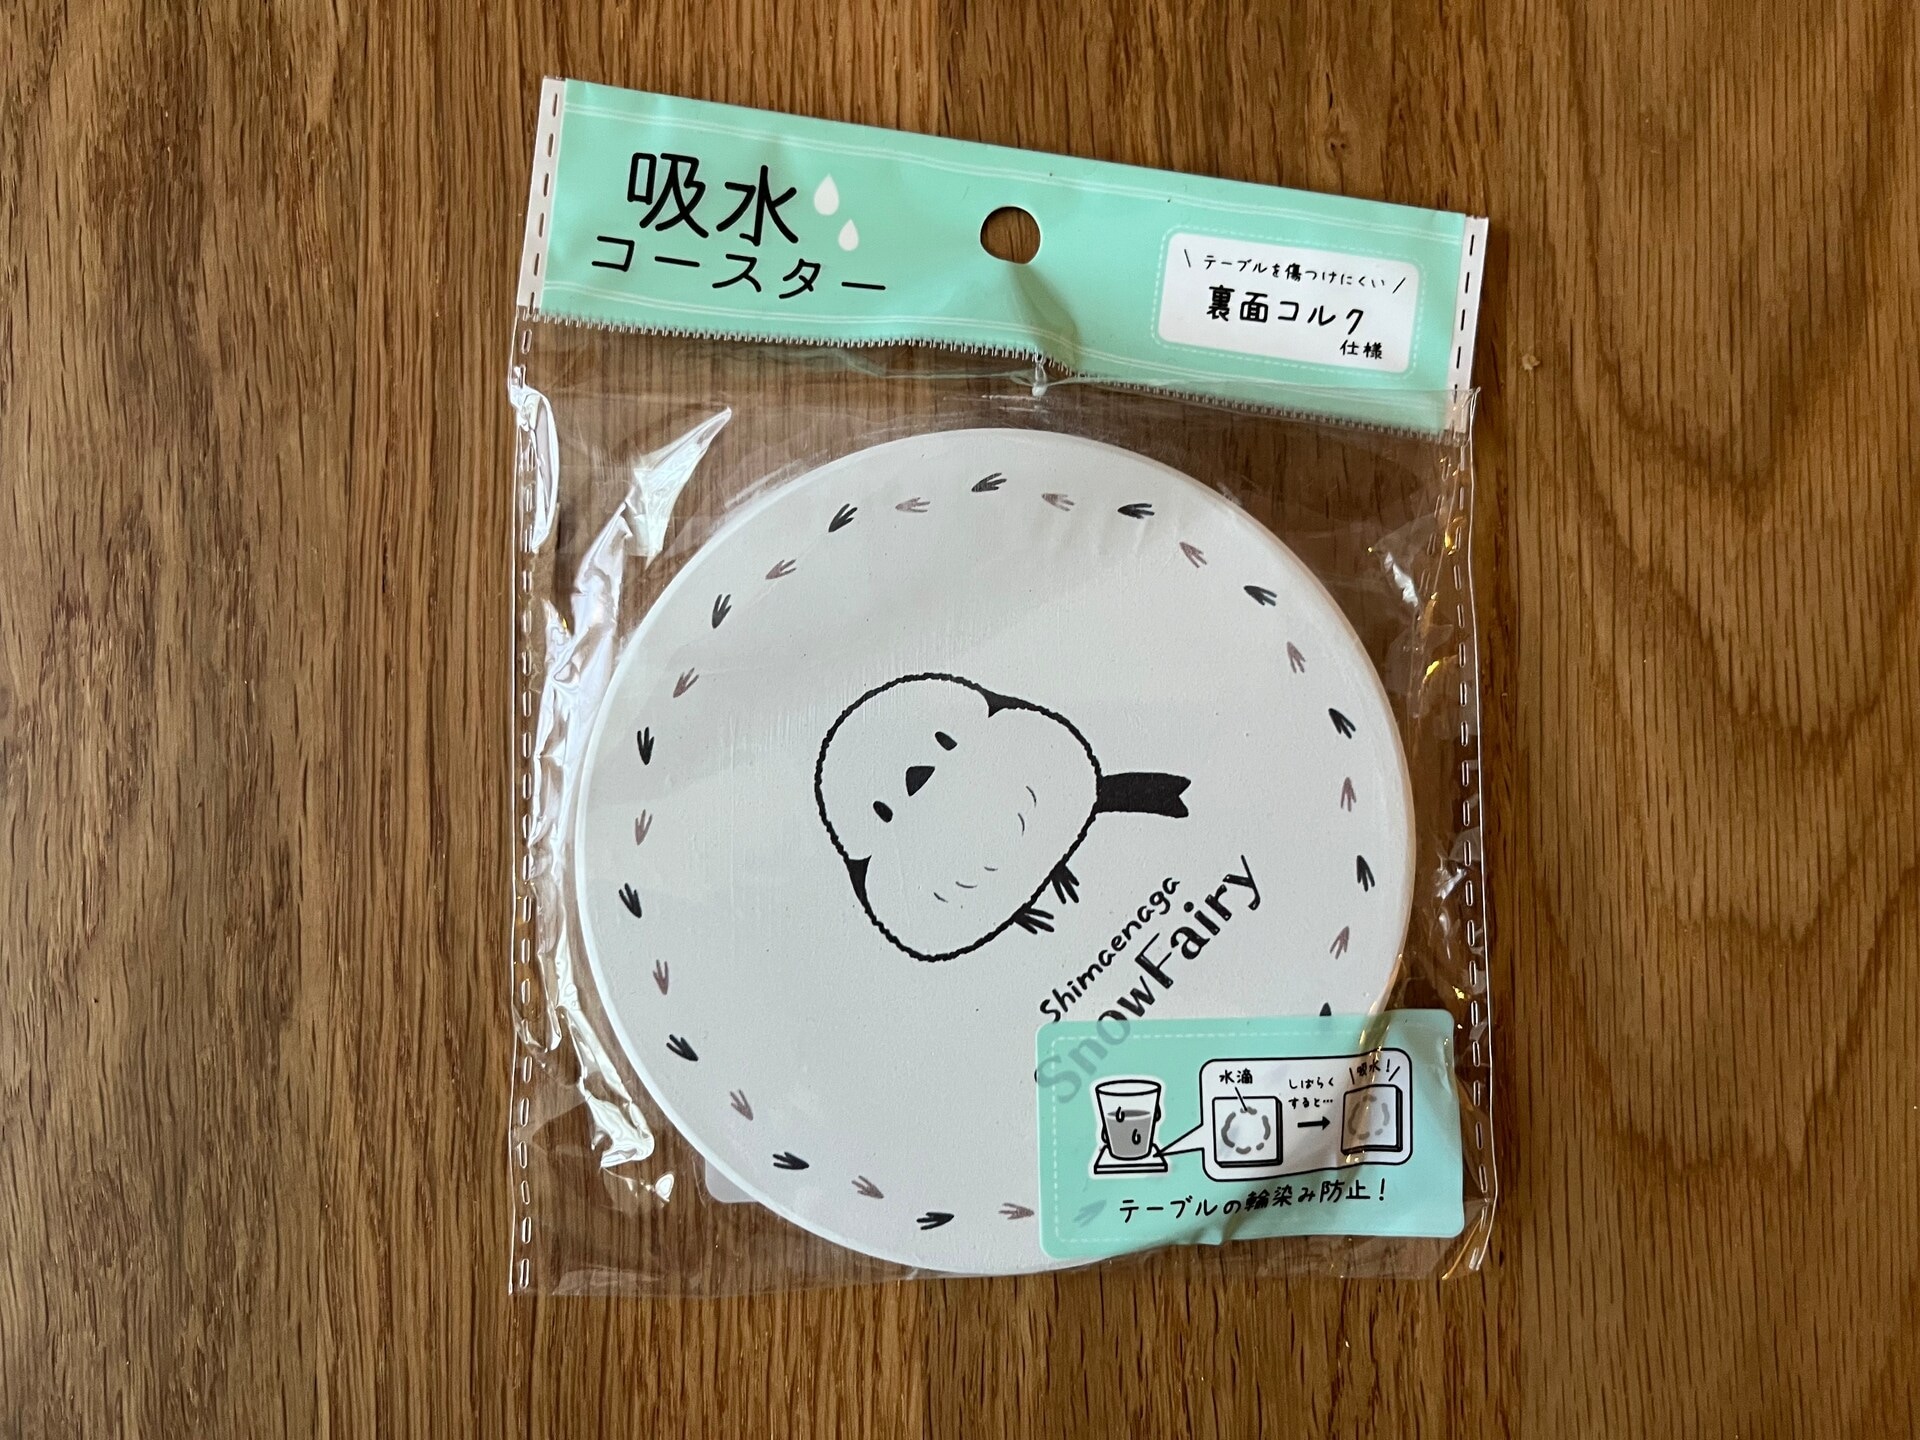 吸水
コースター
\ テーブルを傷つけにくい /
裏面コルク
仕様
Shimaenaga
SnowFairy
水滴
しばらく
すると…
\吸水!/
テーブルの輪染み防止!